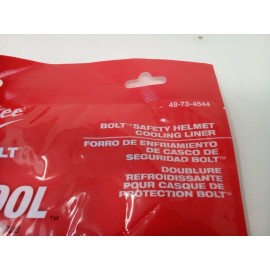 48-73-4544
BOLT™ SAFETY HELMET
COOLING LINER
FORRO DE ENFRIAMIENTO
DE CASCO DE
SEGURIDAD BOLT™
DOUBLURE
REFROIDISSANTE
POUR CASQUE DE
PROTECTION BOLT™